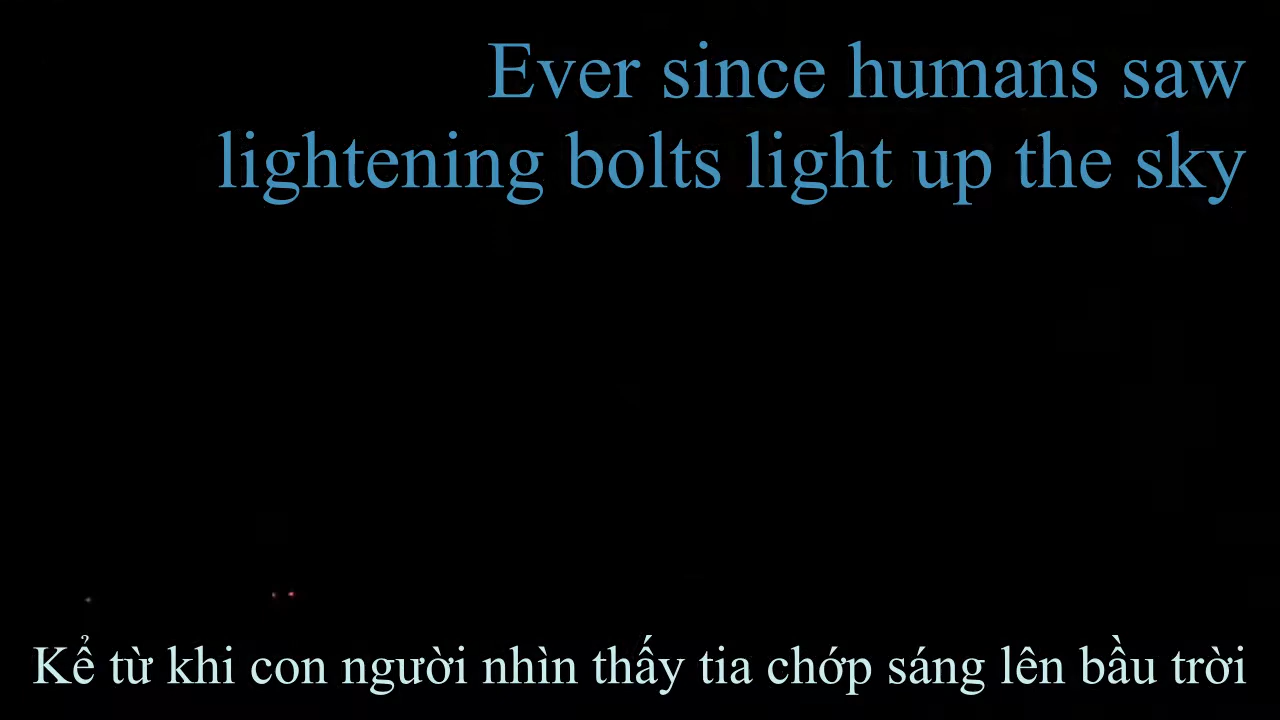 Ever since humans saw
lightening bolts light up the sky
Kể từ khi con người nhìn thấy tia chớp sáng lên bầu trời